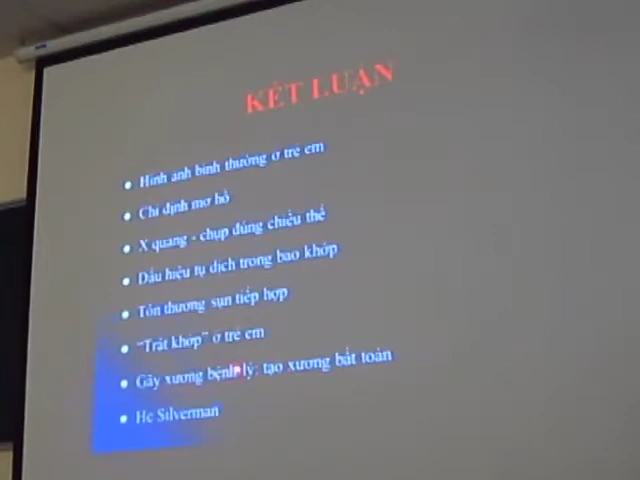 KẾT LUẬN
Hình ảnh bình thường ở trẻ em
Chỉ định mơ hồ
X quang - chụp đúng chiều thế
Dấu hiệu tụ dịch trong bao khớp
Tổn thương sụn tiếp hợp
“Trật khớp” ở trẻ em
Gãy xương bệnh lý: tạo xương bất toàn
Hc Silverman